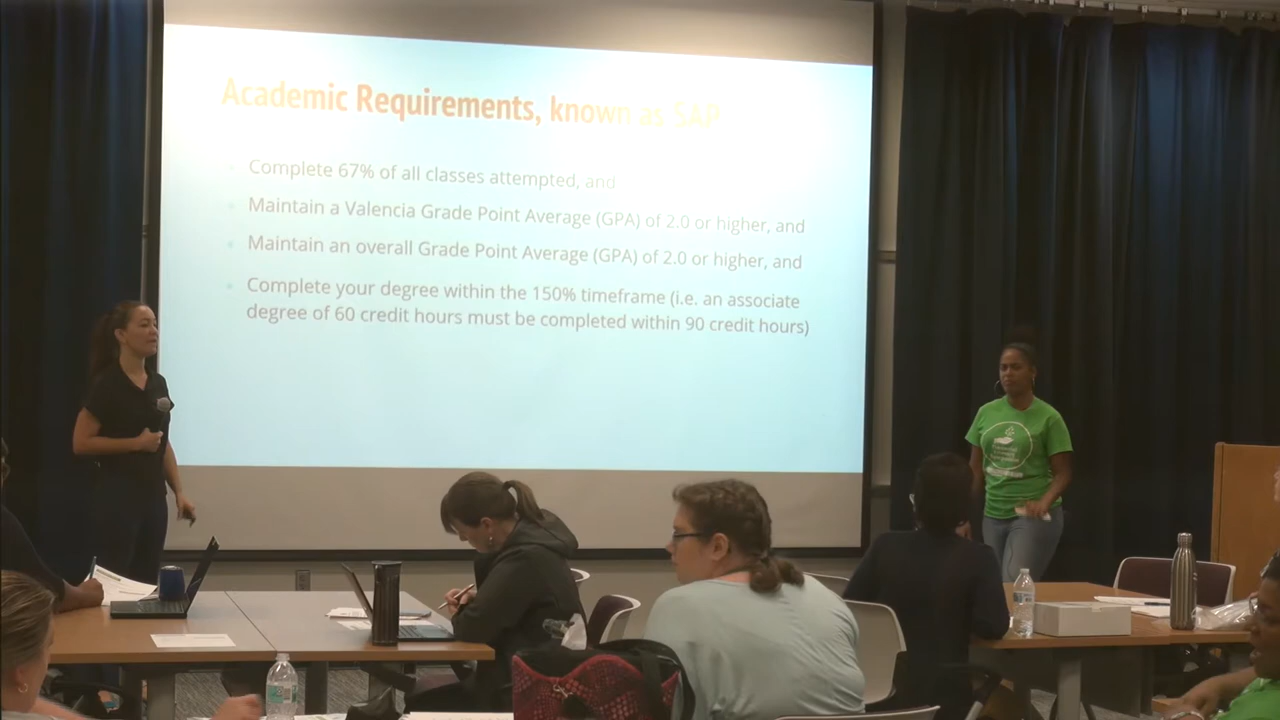 Academic Requirements, known as SAP
Complete 67% of all classes attempted, and
Maintain a Valencia Grade Point Average (GPA) of 2.0 or higher, and
Maintain an overall Grade Point Average (GPA) of 2.0 or higher, and
Complete your degree within the 150% timeframe (i.e. an associate
degree of 60 credit hours must be completed within 90 credit hours)